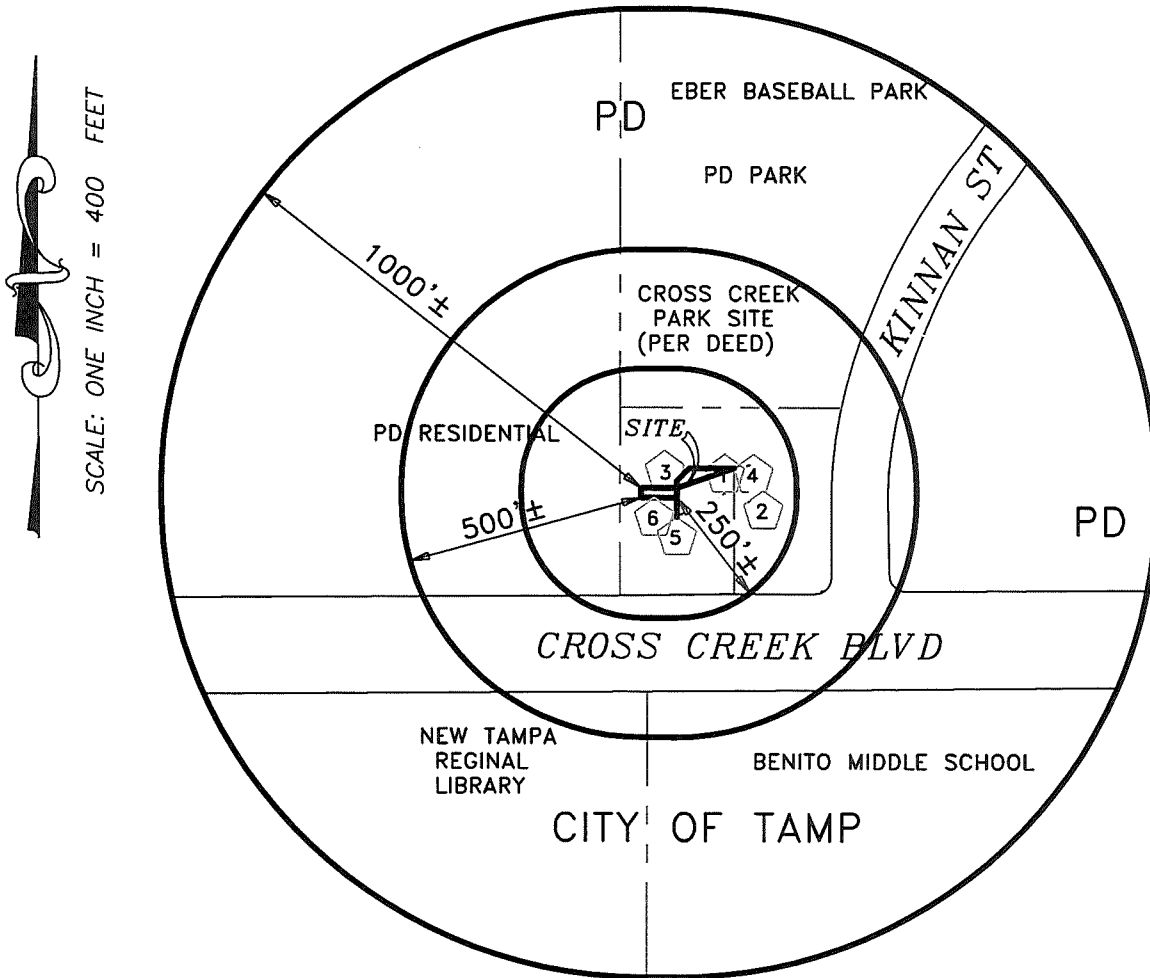 SCALE: ONE INCH = 400 FEET
EBER BASEBALL PARK
PD
PD PARK
KINNAN ST
1000'±
CROSS CREEK
PARK SITE
(PER DEED)
PD RESIDENTIAL
SITE
3
1
4
2
6
5
500'±
250'±
PD
CROSS CREEK BLVD
NEW TAMPA
REGINAL
LIBRARY
BENITO MIDDLE SCHOOL
CITY OF TAMP